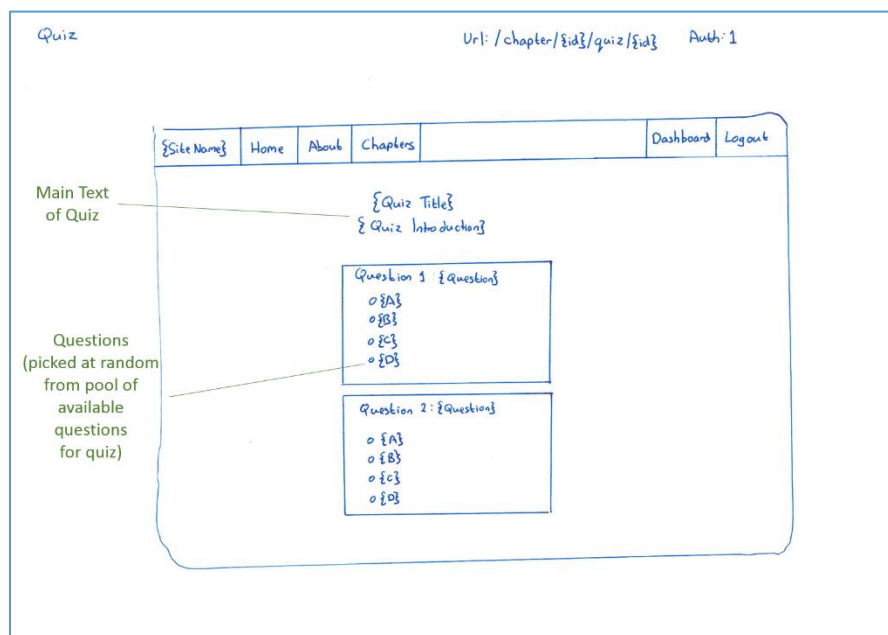 Quiz
Url: /chapter/{id}/quiz/{id} Auth: 1
{Site Name} Home About Chapters Dashboard Logout
Main Text
of Quiz
{Quiz Title}
{Quiz Introduction}
Question 1 : {Question}
{A}
{B}
{C}
{D}
Questions
(picked at random
from pool of
available
questions
for quiz)
Question 2 : {Question}
{A}
{B}
{C}
{D}